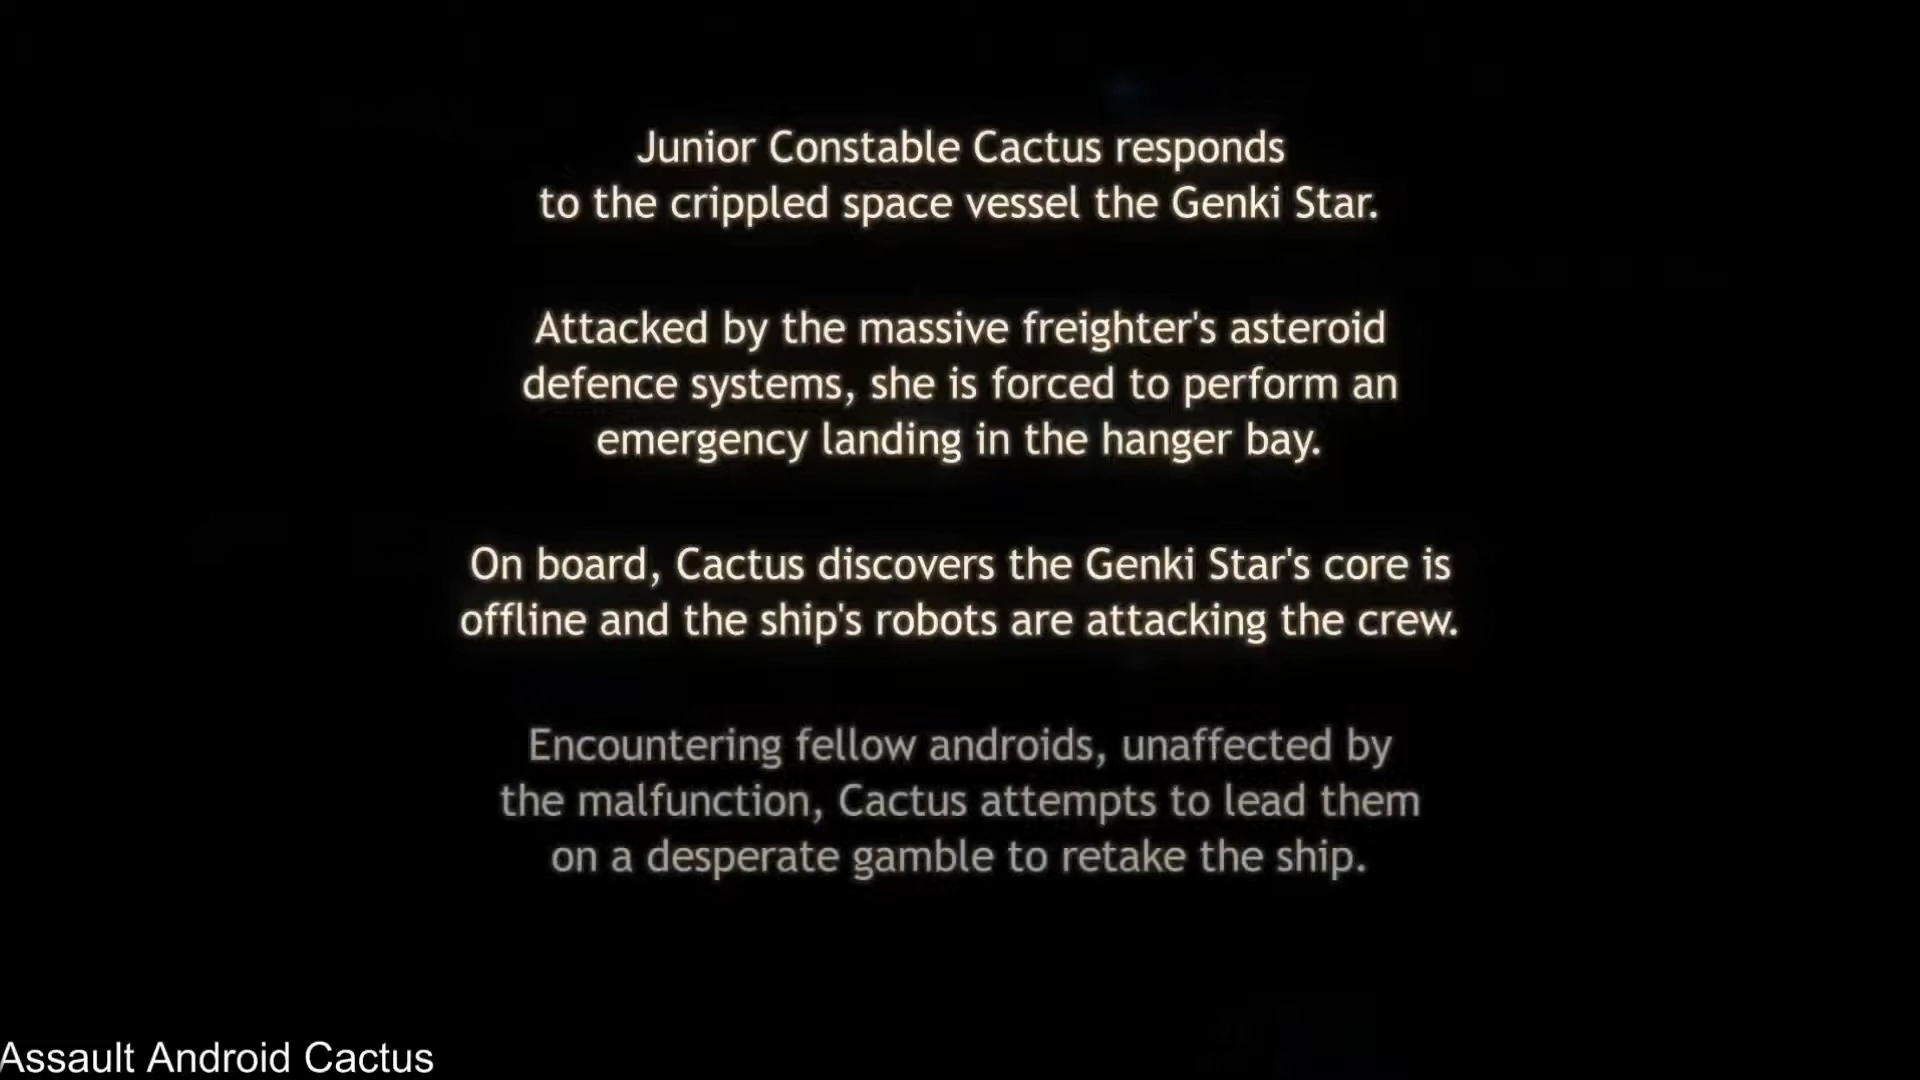 Junior Constable Cactus responds
to the crippled space vessel the Genki Star.
Attacked by the massive freighter's asteroid
defence systems, she is forced to perform an
emergency landing in the hanger bay.
On board, Cactus discovers the Genki Star's core is
offline and the ship's robots are attacking the crew.
Encountering fellow androids, unaffected by
the malfunction, Cactus attempts to lead them
on a desperate gamble to retake the ship.
Assault Android Cactus